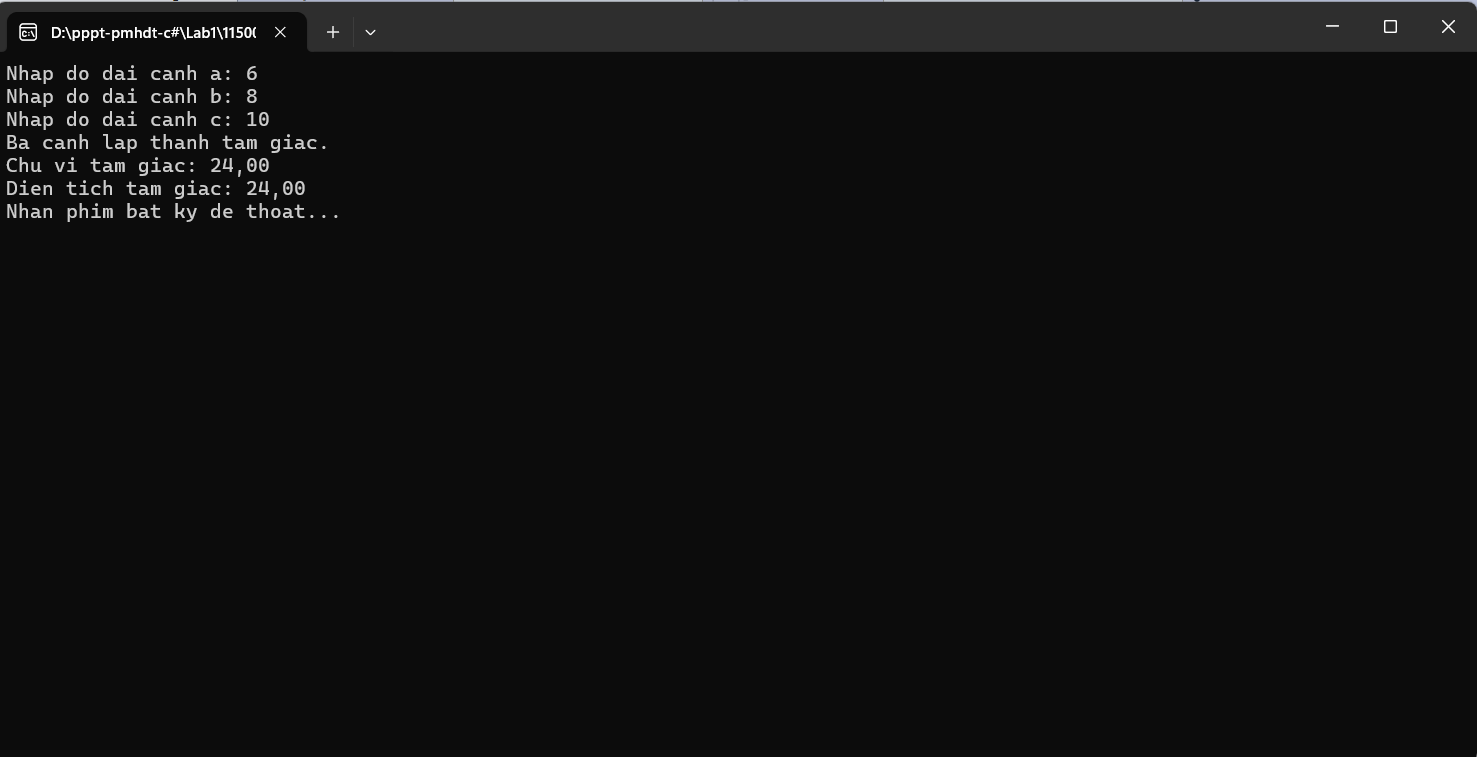 D:\pppt-pmhdt-c#\Lab1\1150
Nhap do dai canh a: 6
Nhap do dai canh b: 8
Nhap do dai canh c: 10
Ba canh lap thanh tam giac.
Chu vi tam giac: 24,00
Dien tich tam giac: 24,00
Nhan phim bat ky de thoat...